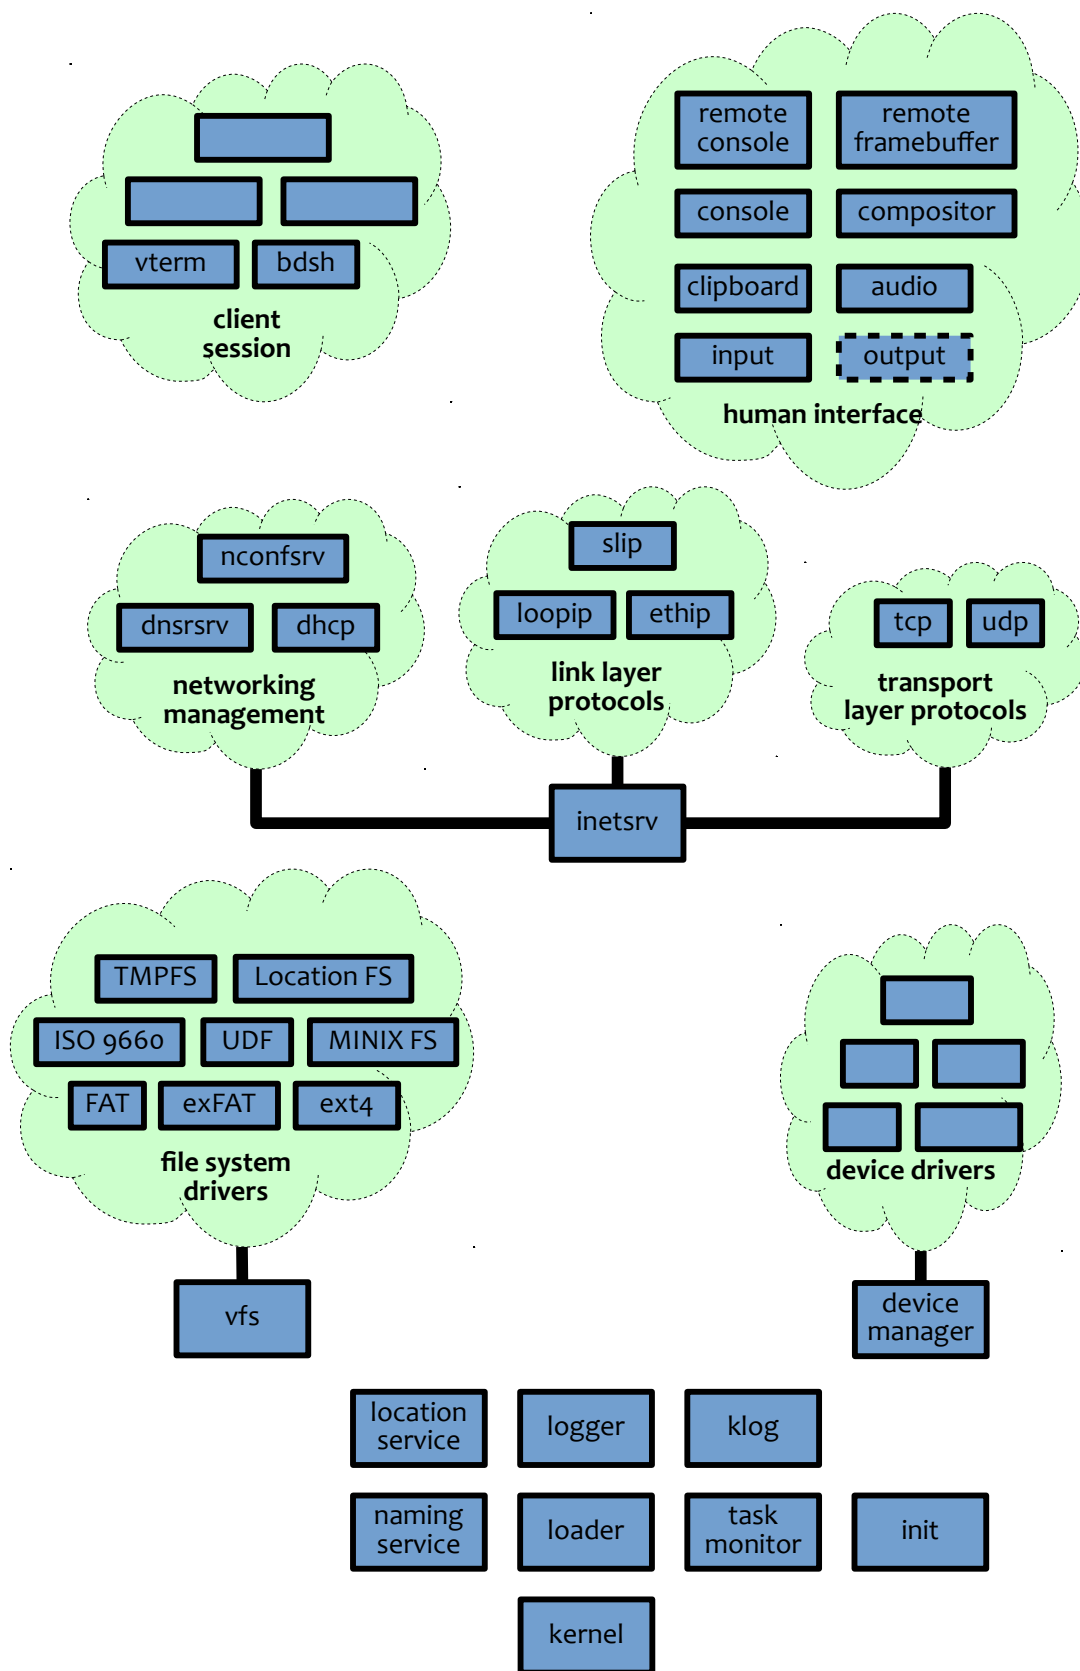 remote
console
remote
framebuffer
console
compositor
clipboard
audio
input
output
human interface
vterm
bdsh
client
session
nconfsrv
dnsrsrv
dhcp
networking
management
slip
loopip
ethip
link layer
protocols
tcp
udp
transport
layer protocols
inetsrv
TMPFS
Location FS
ISO 9660
UDF
MINIX FS
FAT
exFAT
ext4
file system
drivers
device drivers
vfs
device
manager
location
service
logger
klog
naming
service
loader
task
monitor
init
kernel